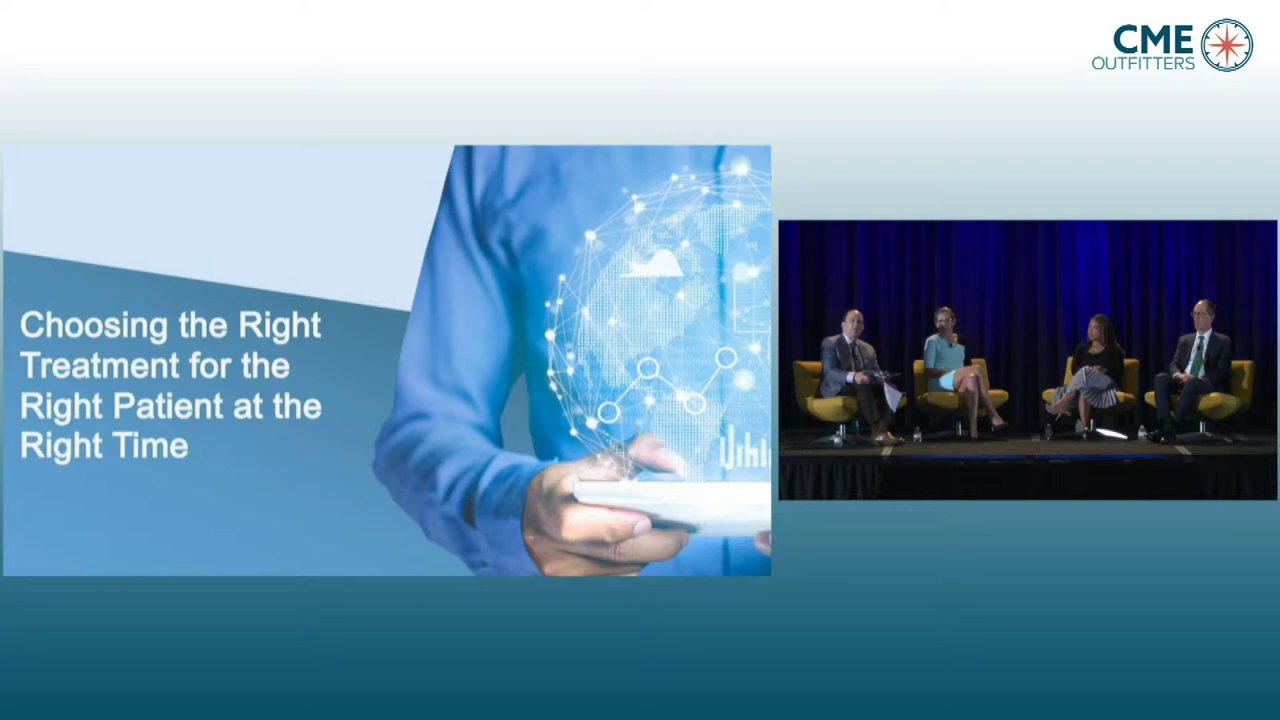 CME
OUTFITTERS
Choosing the Right
Treatment for the
Right Patient at the
Right Time